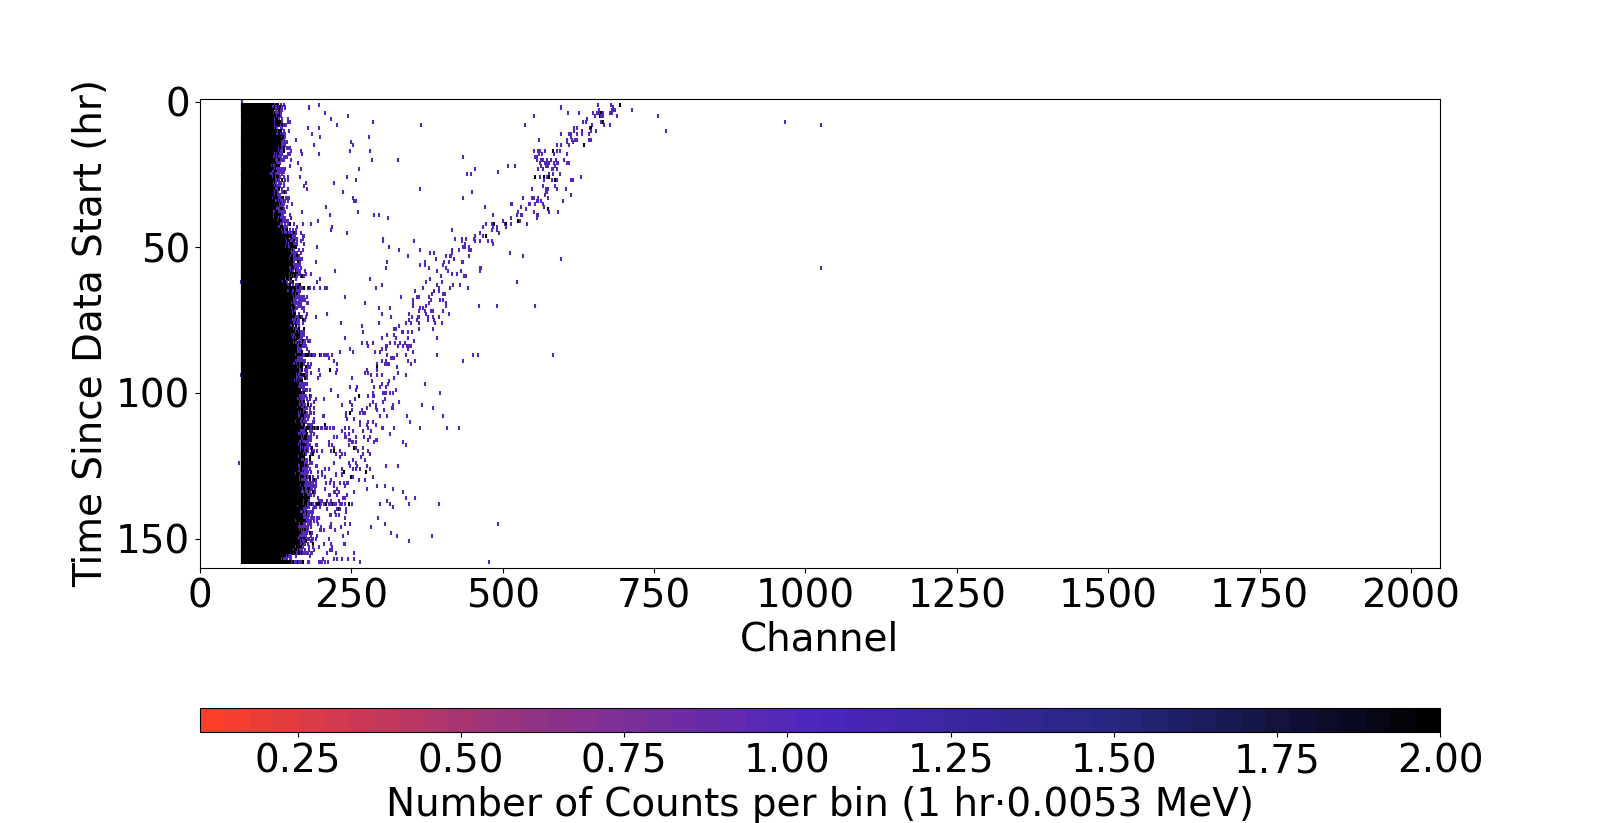 Time Since Data Start (hr)
0
50
100
150
0 250 500 750 1000 1250 1500 1750 2000
Channel
0.25 0.50 0.75 1.00 1.25 1.50 1.75 2.00
Number of Counts per bin (1 hr·0.0053 MeV)